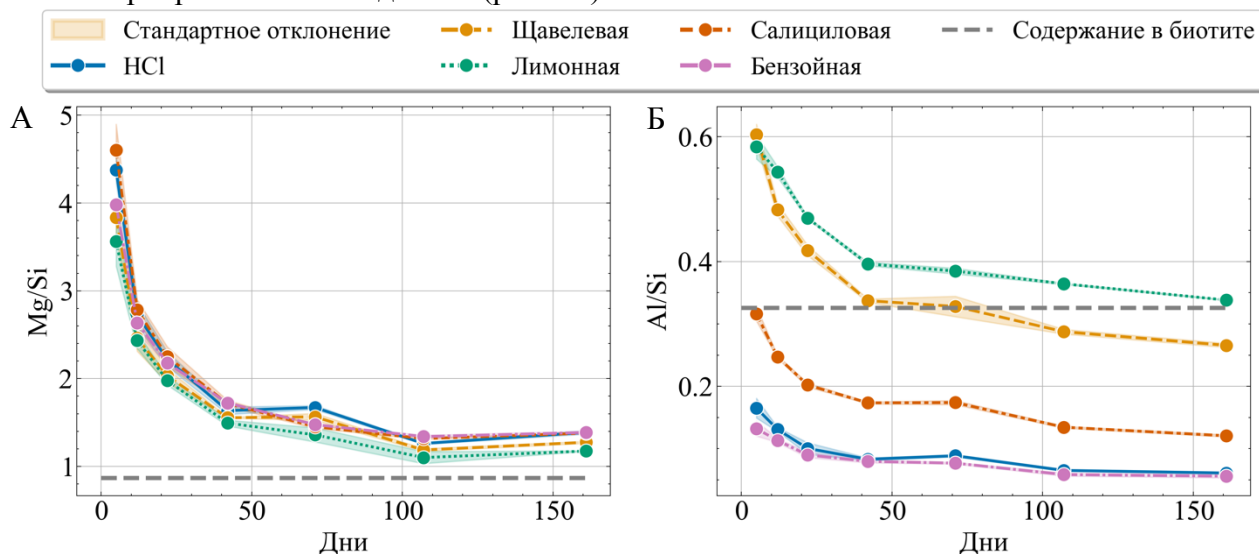 Стандартное отклонение
Щавелевая
Салициловая
Содержание в биотите
HCl
Лимонная
Бензойная
А
5
4
3
2
1
Mg/Si
0
50
100
150
Дни
Б
0.6
0.4
0.2
Al/Si
0
50
100
150
Дни